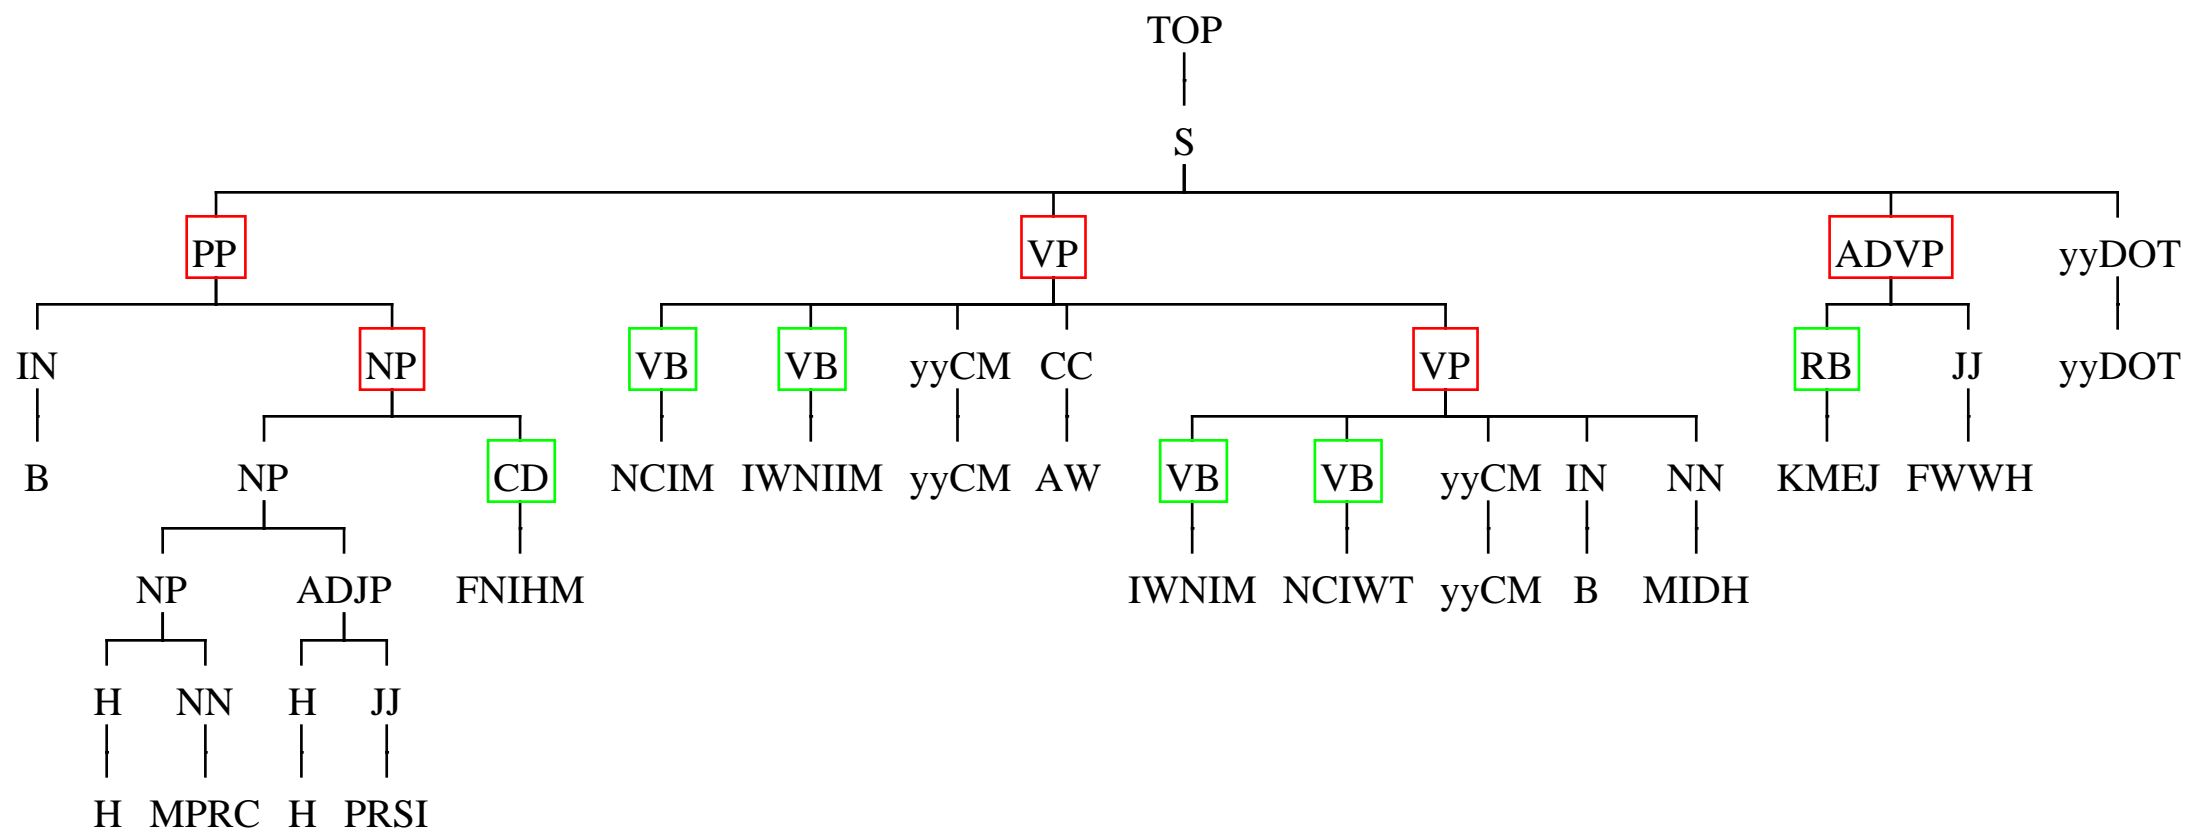 TOP
S
PP VP ADVP yyDOT
IN NP VB VB yyCM CC VP RB JJ yyDOT
B NP CD NCIM IWNIIM yyCM AW VB VB yyCM IN NN KMEJ FWWH
NP ADJP FNIHM IWNIM NCIWT yyCM B MIDH
H NN H JJ
H MPRC H PRSI